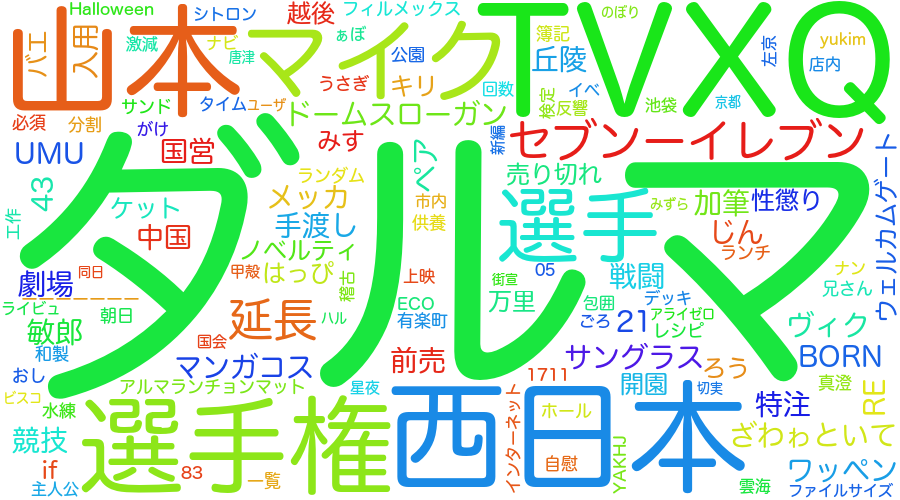 Halloween
シトロン
越後
フィルメックス
TVXQ
のぼり
簿記
yukim
バエ
入用
山本
激減
ナビ
マイク
ぁぼ
公園
唐津
丘陵
左京
店内
うさぎ
キリ
回数
イベ
サンド
タイム
ユーザ
ドームスローガン
検定
反響
池袋
京都
必須
分割
がけ
国営
みす
新編
セブンーイレブン
UMU
ダルマ
ペア
ランダム
売り切れ
ウェルカムゲート
43
メッカ
市内
選手
みずら
加筆
性懲り
工作
ケット
手渡し
供養
中国
ノベルティ
じん
ランチ
同日
甲殻
はっぴ
上映
街宣
05
戦闘
ナン
劇場
ーーーーーーー
稽古
ECO
万里
包囲
デッキ
兄さん
ライビュ
朝日
延長
ハル
有楽町
ごろ
21
アライゼロ
レシピ
ヴィク
敏郎
国会
和製
マンガコス
前売
サングラス
BORN
おし
アルマランチョンマット
星夜
1711
開園
切実
ろう
真澄
RE
ビスコ
水練
選手権
西日本
インターネット
ホール
特注
競技
ざわゎといて
if
83
一覧
自慰
YAKHJ
ワッペン
主人公
雲海
ファイルサイズ